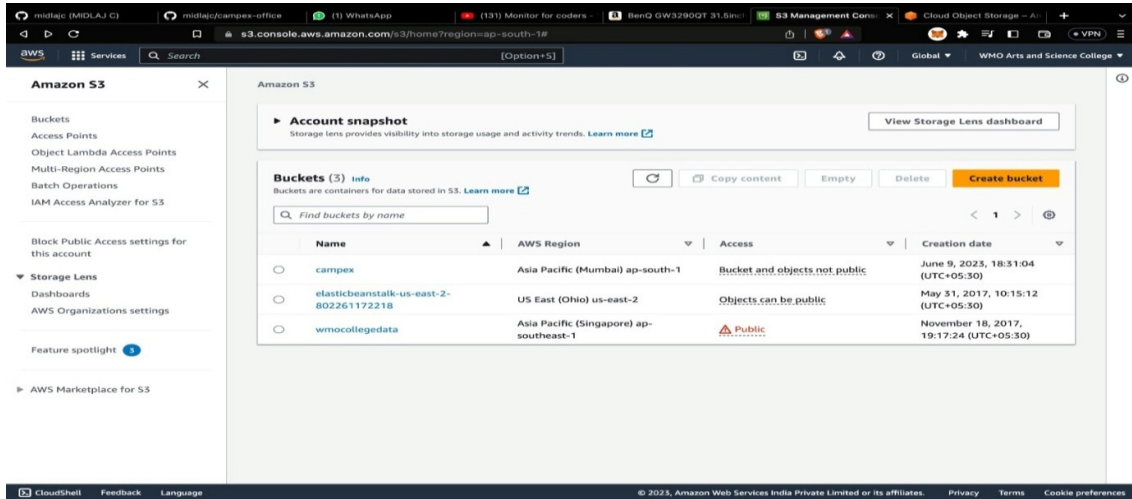 midlajc (MIDLAJ C)
midlajc/campex-office
(1) WhatsApp
(131) Monitor for coders -
BenQ GW3290QT 31.5inc
S3 Management Cons
Cloud Object Storage – A
s3.console.aws.amazon.com/s3/home?region=ap-south-1#
VPN
aws
Services
Search
[Option+S]
Global
WMO Arts and Science College
Amazon S3
Buckets
Access Points
Object Lambda Access Points
Multi-Region Access Points
Batch Operations
IAM Access Analyzer for S3
Block Public Access settings for
this account
Storage Lens
Dashboards
AWS Organizations settings
Feature spotlight 3
AWS Marketplace for S3
Amazon S3
Account snapshot
Storage lens provides visibility into storage usage and activity trends. Learn more
View Storage Lens dashboard
Buckets (3) Info
Buckets are containers for data stored in S3. Learn more
Copy content
Empty
Delete
Create bucket
Find buckets by name
1
Name AWS Region Access Creation date
campex Asia Pacific (Mumbai) ap-south-1 Bucket and objects not public June 9, 2023, 18:31:04
(UTC+05:30)
elasticbeanstalk-us-east-2- US East (Ohio) us-east-2 Objects can be public May 31, 2017, 10:15:12
802261172218 (UTC+05:30)
wmocollegedata Asia Pacific (Singapore) ap- Public November 18, 2017,
southeast-1 19:17:24 (UTC+05:30)
CloudShell Feedback Language © 2023, Amazon Web Services India Private Limited or its affiliates. Privacy Terms Cookie preferences